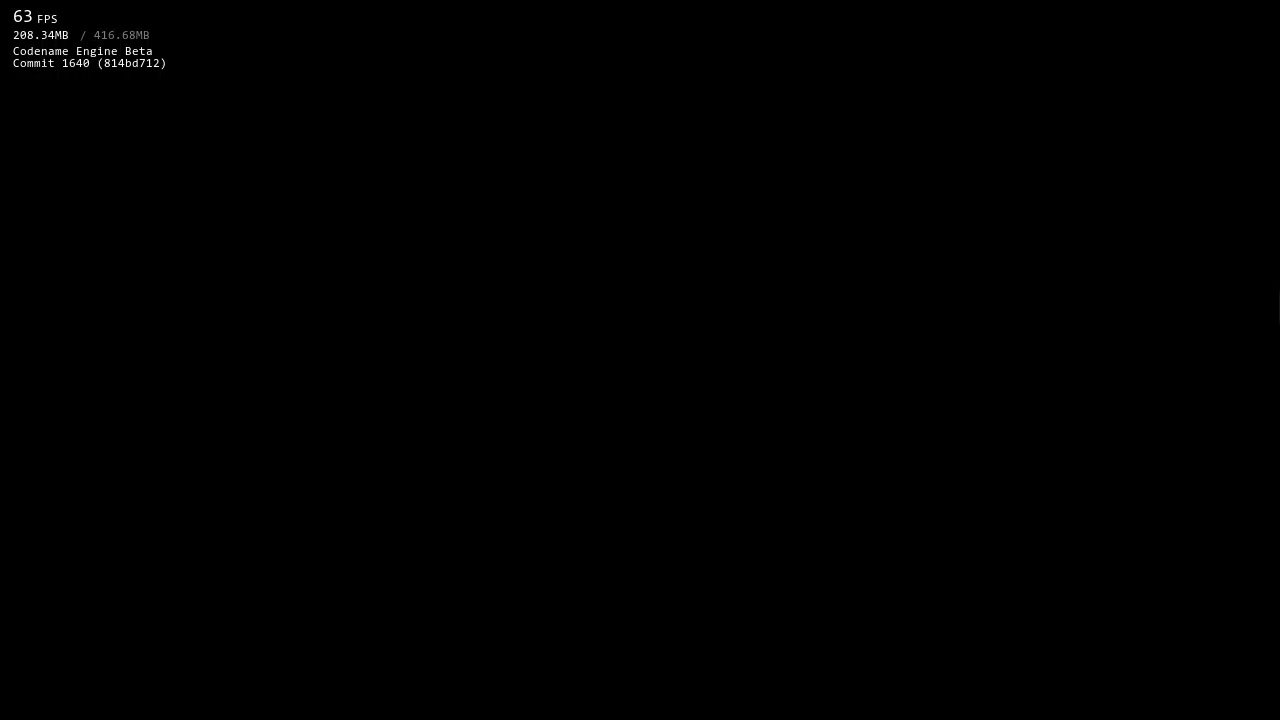 63 FPS
208.34MB / 416.68MB
Codename Engine Beta
Commit 1640 (814bd712)